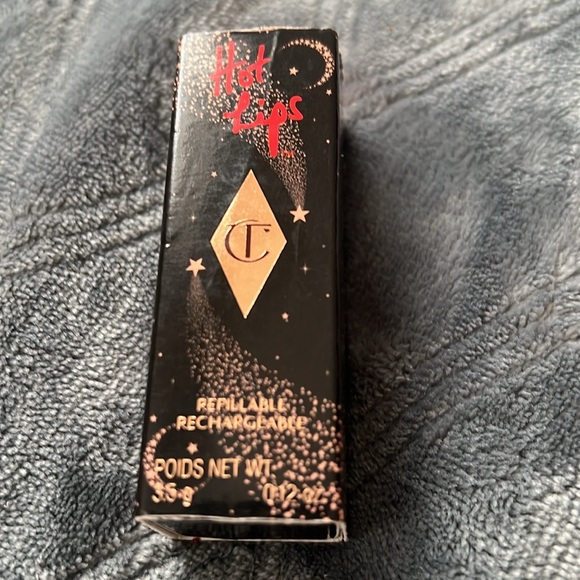 Hot
Lips
CT
REFILLABLE
RECHARGEABLE
POIDS NET WT.
3.5 g 0.12 oz